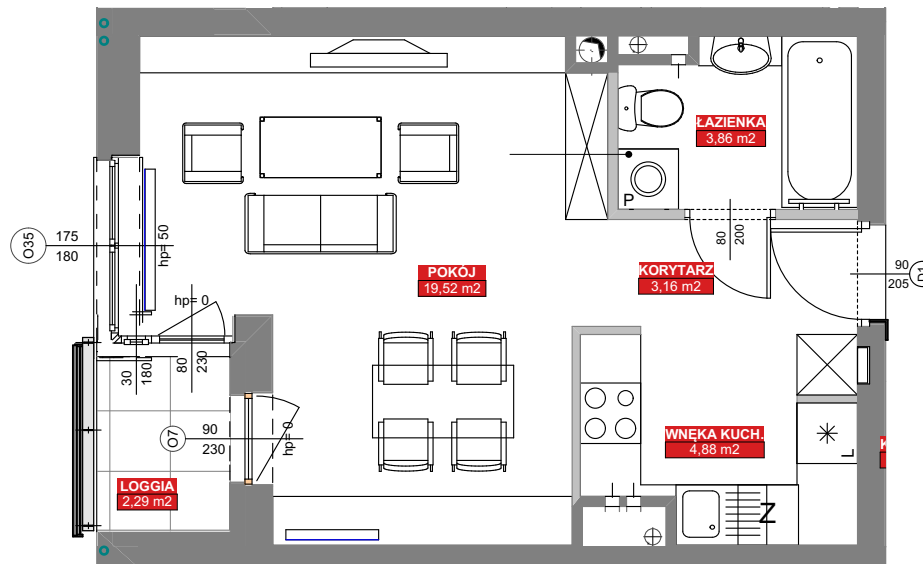 ŁAZIENKA
3,86 m2
P
80
200
O35
175
180
hp= 50
POKÓJ
19,52 m2
KORYTARZ
3,16 m2
90
205
D1
hp= 0
30
180
80
230
O7
90
230
hp= 0
WNĘKA KUCH.
4,88 m2
L
K
LOGGIA
2,29 m2
Z